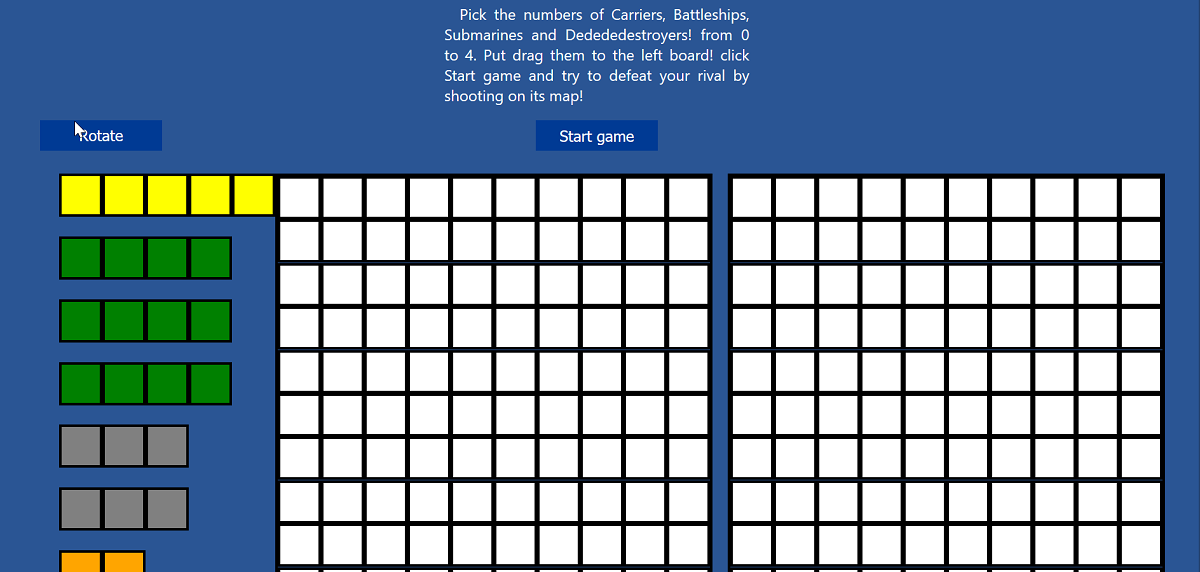 Pick the numbers of Carriers, Battleships,
Submarines and Dedededestroyers! from 0
to 4. Put drag them to the left board! click
Start game and try to defeat your rival by
shooting on its map!
Rotate
Start game